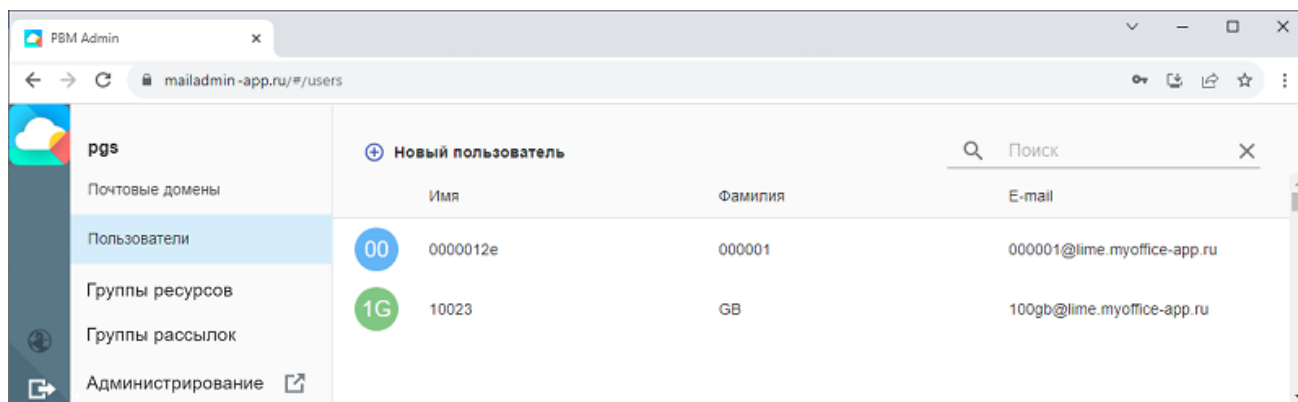 PBM Admin
mailadmin-app.ru/#/users
pgs
Почтовые домены
Пользователи
Группы ресурсов
Группы рассылок
Администрирование
Новый пользователь
Поиск
Имя Фамилия E-mail
00 0000012e 000001 000001@lime.myoffice-app.ru
1G 10023 GB 100gb@lime.myoffice-app.ru